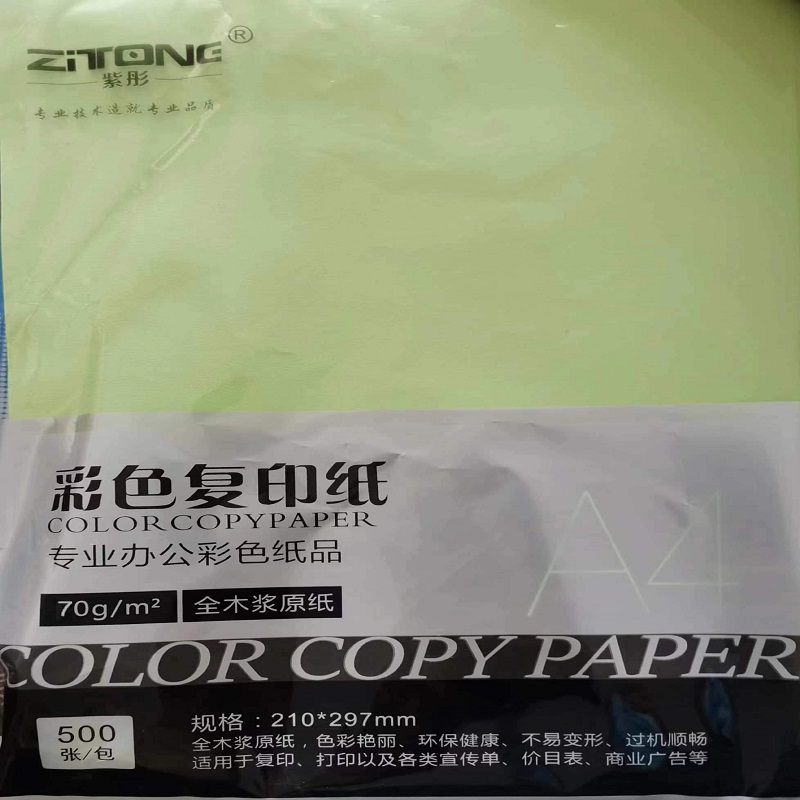 ZiTONG®
紫彤
专业技术造就专业品质
彩色复印纸
COLORCOPYPAPER
专业办公彩色纸品
A4
70g/m² 全木浆原纸
COLOR COPY PAPER
500
张/包
规格：210*297mm
全木浆原纸，色彩艳丽、环保健康、不易变形、过机顺畅
适用于复印、打印以及各类宣传单、价目表、商业广告等